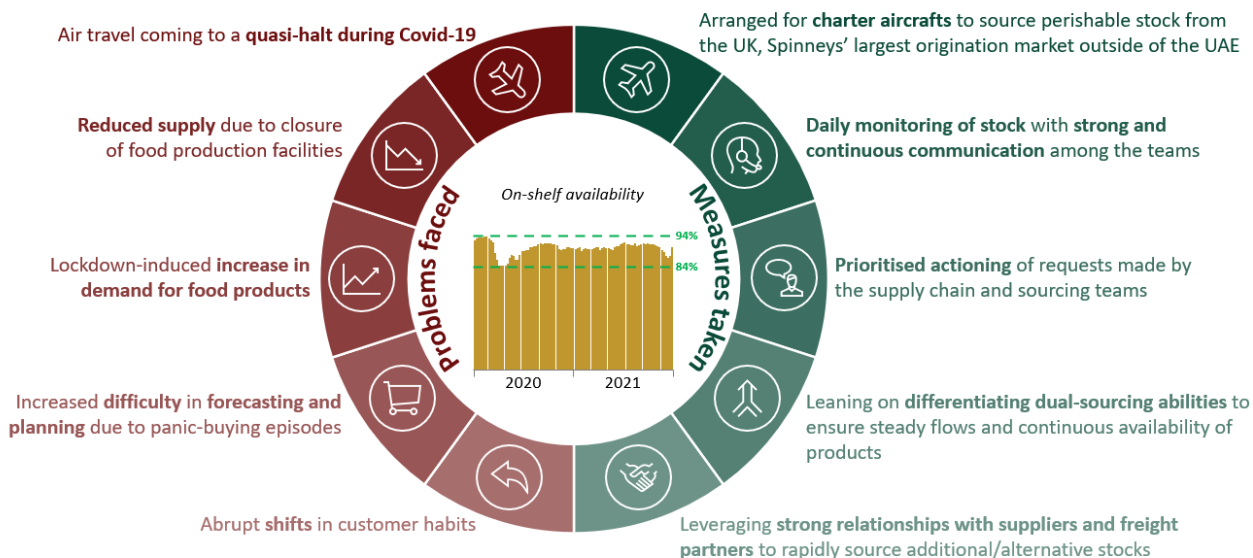 Air travel coming to a quasi-halt during Covid-19
Reduced supply due to closure
of food production facilities
Lockdown-induced increase in
demand for food products
Increased difficulty in forecasting and
planning due to panic-buying episodes
Abrupt shifts in customer habits
Problems faced
On-shelf availability
94%
84%
2020
2021
Measures taken
Arranged for charter aircrafts to source perishable stock from
the UK, Spinneys’ largest origination market outside of the UAE
Daily monitoring of stock with strong and
continuous communication among the teams
Prioritised actioning of requests made by
the supply chain and sourcing teams
Leaning on differentiating dual-sourcing abilities to
ensure steady flows and continuous availability of
products
Leveraging strong relationships with suppliers and freight
partners to rapidly source additional/alternative stocks